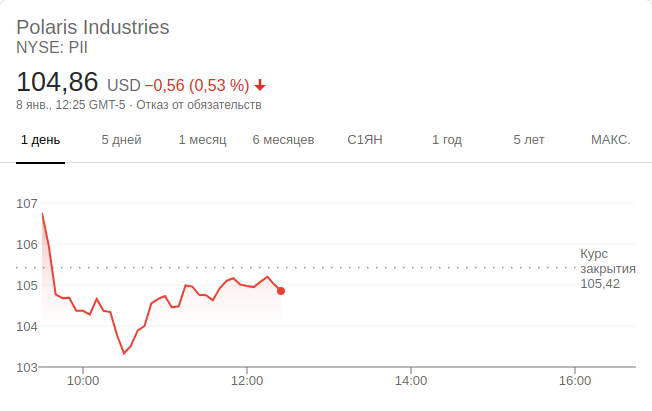 Polaris Industries
NYSE: PII
104,86 USD −0,56 (0,53 %)
8 янв., 12:25 GMT-5 · Отказ от обязательств
1 день 5 дней 1 месяц 6 месяцев С1ЯН 1 год 5 лет МАКС.
107
106
Курс
закрытия
105,42
105
104
103
10:00 12:00 14:00 16:00